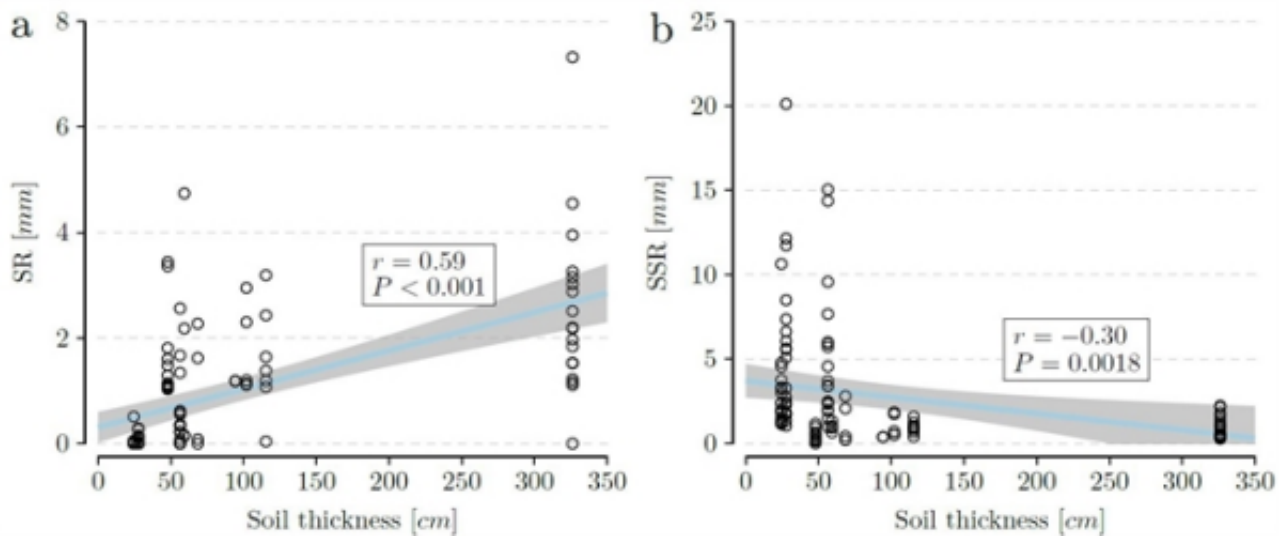 a
8
6
4
2
0
SR [mm]
r = 0.59
P < 0.001
0 50 100 150 200 250 300 350
Soil thickness [cm]
b
25
20
15
10
5
0
SSR [mm]
r = −0.30
P = 0.0018
0 50 100 150 200 250 300 350
Soil thickness [cm]